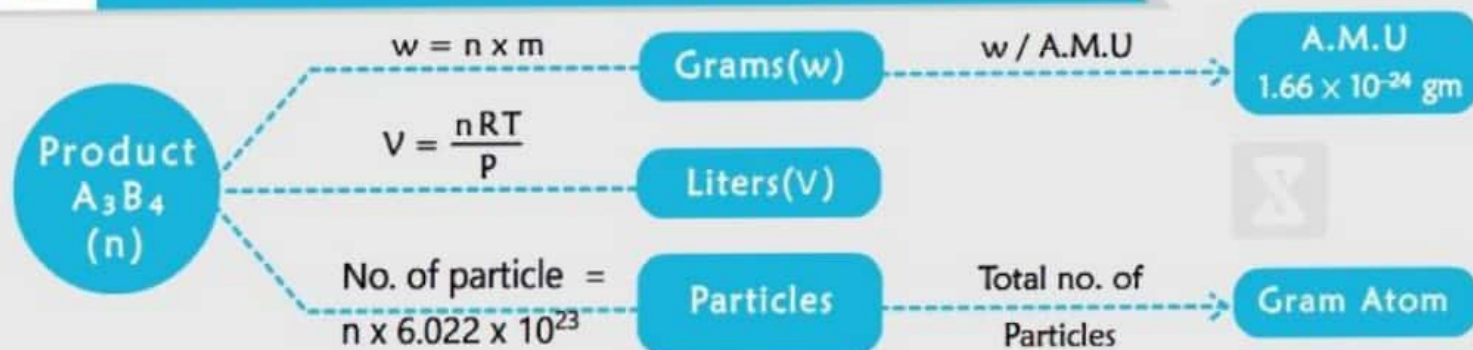 w = n x m
Grams(w)
w / A.M.U
A.M.U
1.66 × 10⁻²⁴ gm
Product
A₃B₄
(n)
V = nRT
P
Liters(V)
No. of particle =
n x 6.022 x 10²³
Particles
Total no. of
Particles
Gram Atom